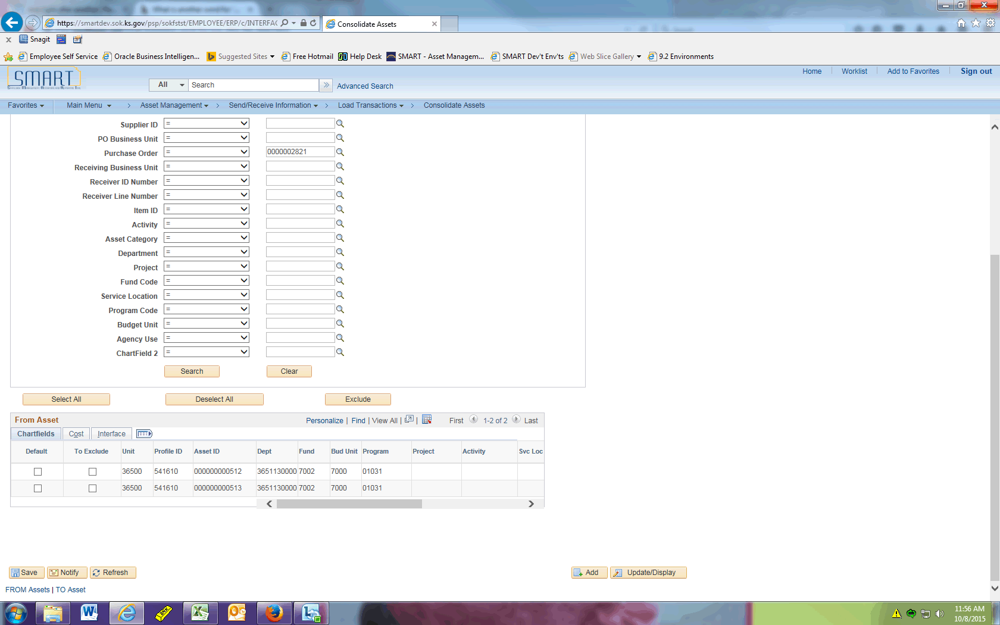 https://smartdev.sok.ks.gov/psp/sokfstst/EMPLOYEE/ERP/c/INTERFAC
Consolidate Assets
x Snagit
Employee Self Service Oracle Business Intelligen... Suggested Sites Free Hotmail Help Desk SMART - Asset Managem... SMART Dev't Env'ts Web Slice Gallery 9.2 Environments
SMART
Home Worklist Add to Favorites Sign out
All Search Advanced Search
Favorites Main Menu > Asset Management > Send/Receive Information > Load Transactions > Consolidate Assets
Supplier ID =
PO Business Unit =
Purchase Order = 0000002821
Receiving Business Unit =
Receiver ID Number =
Receiver Line Number =
Item ID =
Activity =
Asset Category =
Department =
Project =
Fund Code =
Service Location =
Program Code =
Budget Unit =
Agency Use =
ChartField 2 =
Search Clear
Select All Deselect All Exclude
From Asset Personalize | Find | View All | | First 1-2 of 2 Last
Chartfields Cost Interface
Default To Exclude Unit Profile ID Asset ID Dept Fund Bud Unit Program Project Activity Svc Loc
36500 541610 000000000512 3651130000 7002 7000 01031
36500 541610 000000000513 3651130000 7002 7000 01031
Save Notify Refresh Add Update/Display
FROM Assets | TO Asset
11:56 AM
10/8/2015